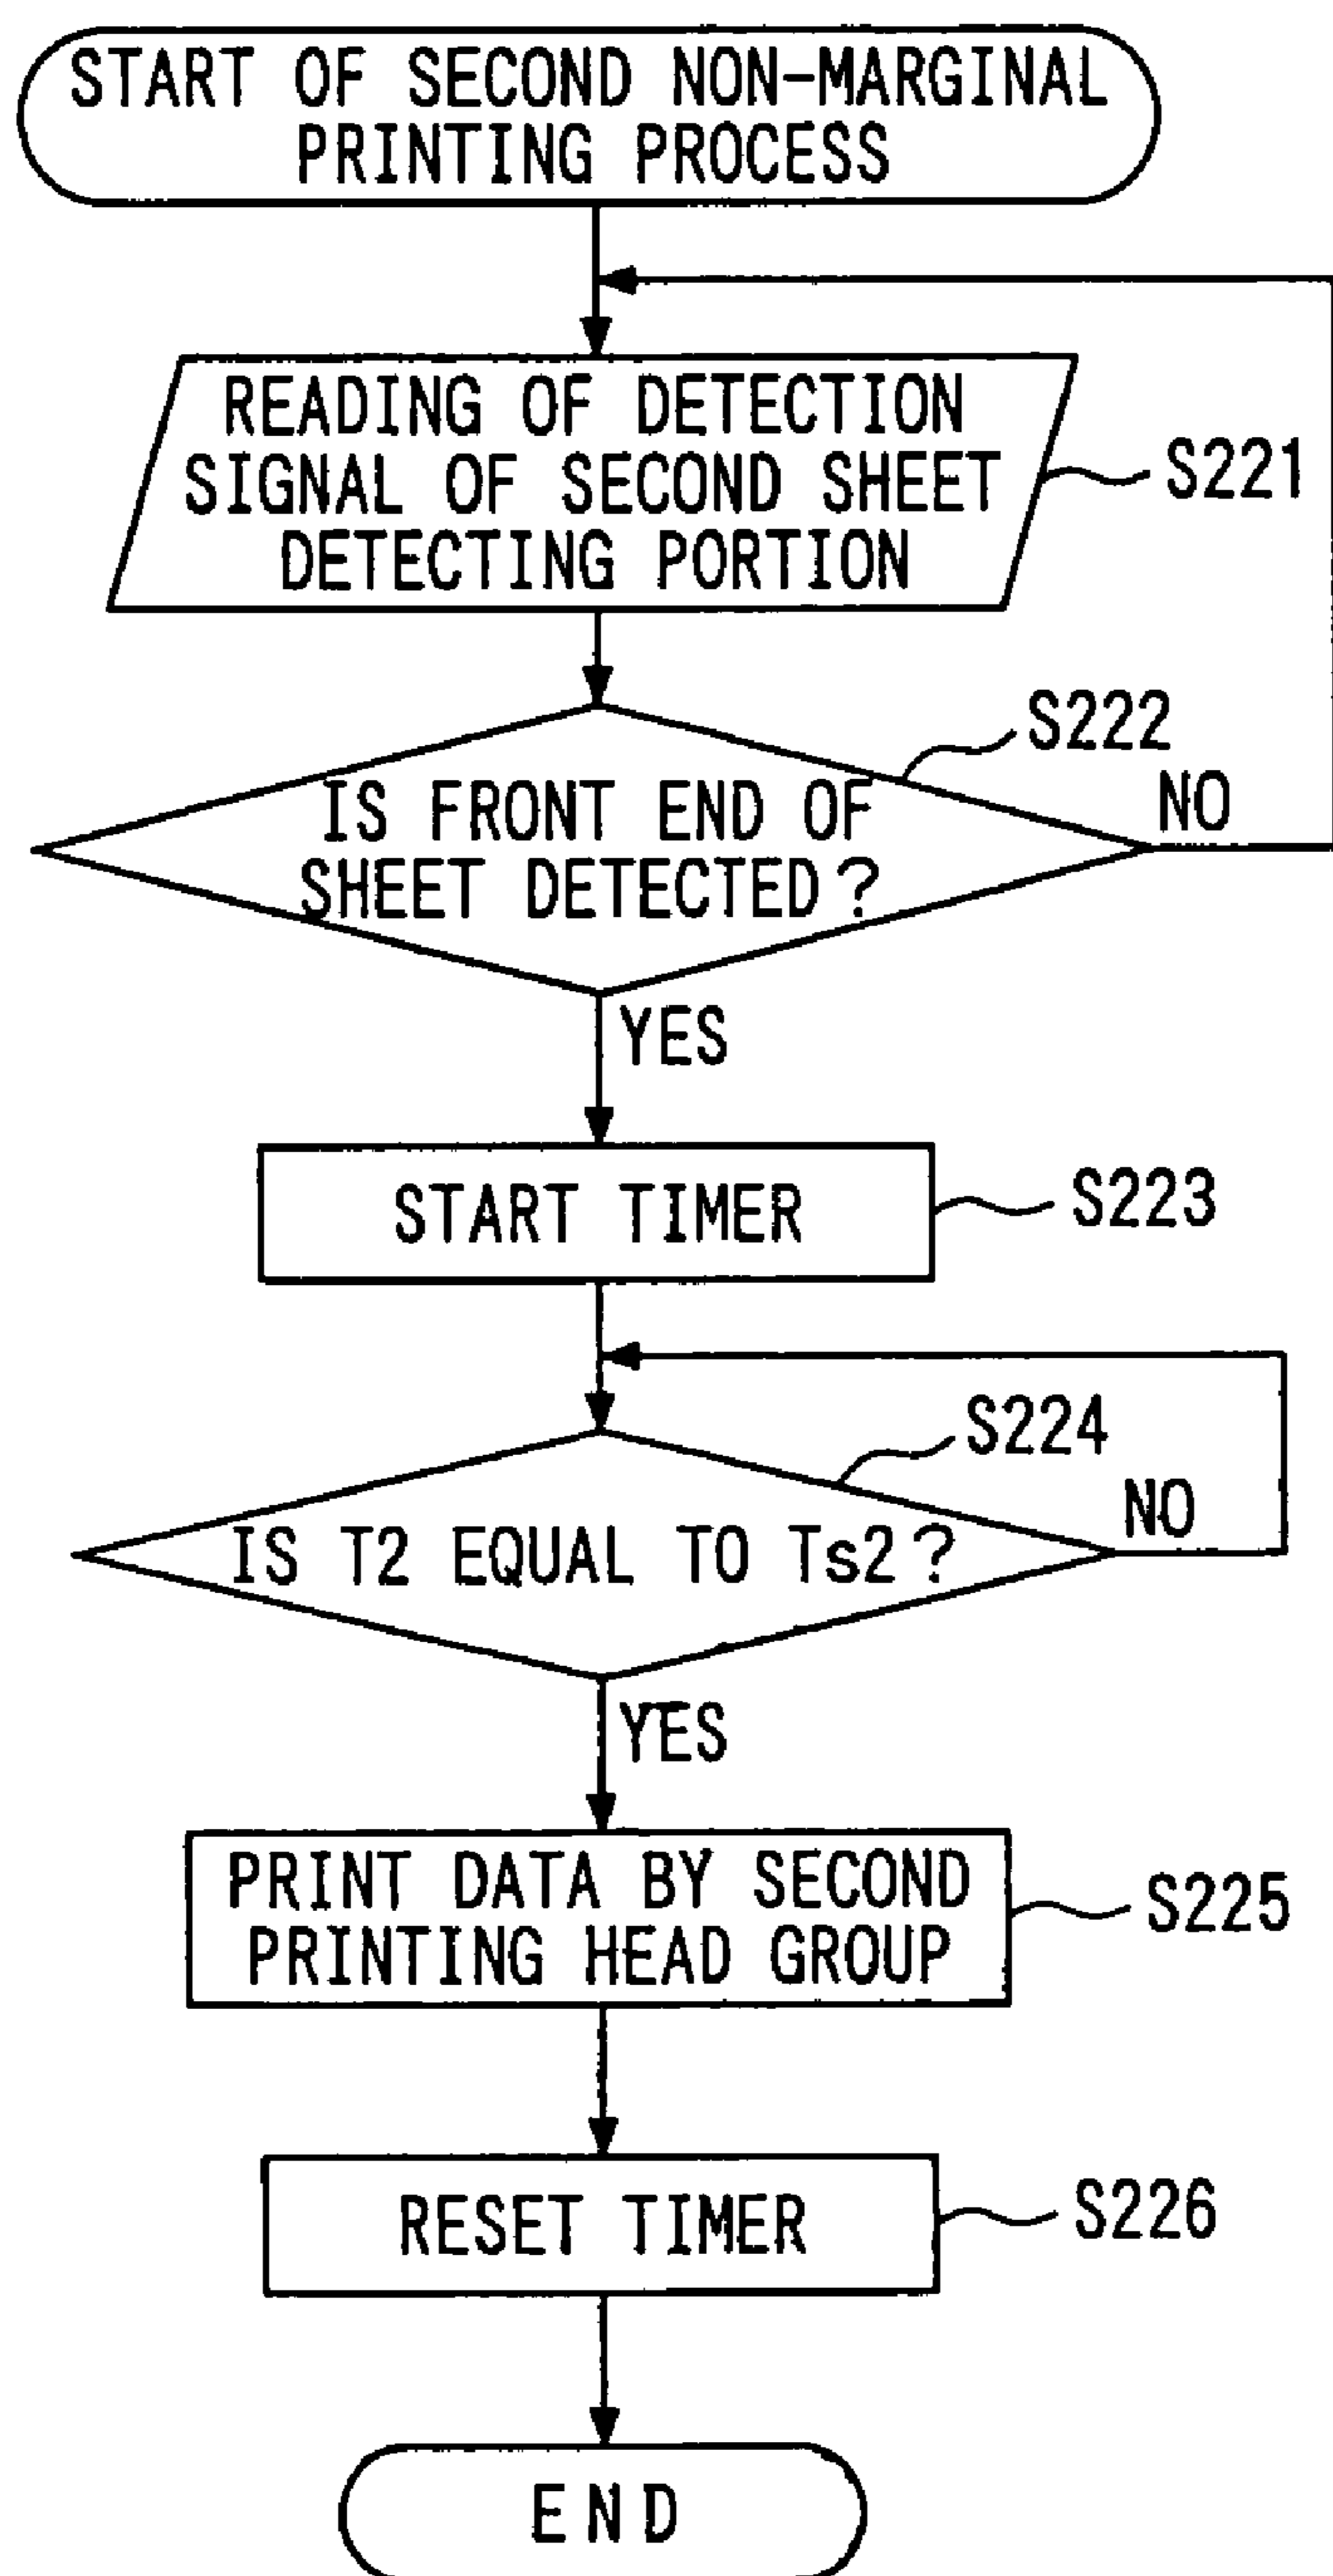 START OF SECOND NON-MARGINAL
PRINTING PROCESS
READING OF DETECTION
SIGNAL OF SECOND SHEET
DETECTING PORTION
S221
S222
IS FRONT END OF
SHEET DETECTED?
NO
YES
START TIMER
S223
S224
IS T2 EQUAL TO Ts2?
NO
YES
PRINT DATA BY SECOND
PRINTING HEAD GROUP
S225
RESET TIMER
S226
END